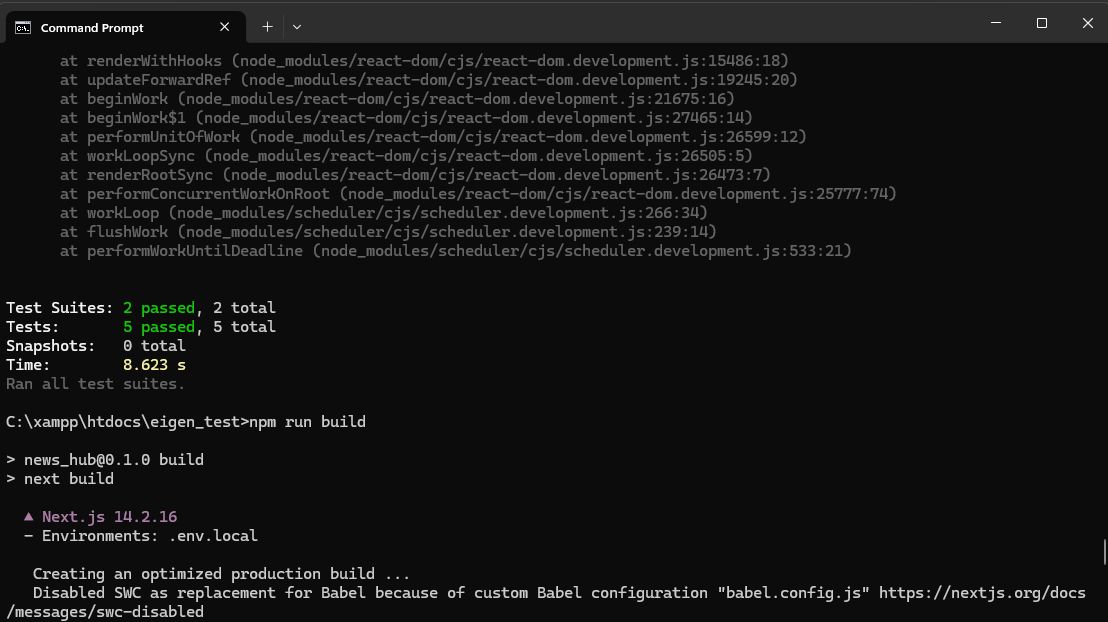 Command Prompt
at renderWithHooks (node_modules/react-dom/cjs/react-dom.development.js:15486:18)
at updateForwardRef (node_modules/react-dom/cjs/react-dom.development.js:19245:20)
at beginWork (node_modules/react-dom/cjs/react-dom.development.js:21675:16)
at beginWork$1 (node_modules/react-dom/cjs/react-dom.development.js:27465:14)
at performUnitOfWork (node_modules/react-dom/cjs/react-dom.development.js:26599:12)
at workLoopSync (node_modules/react-dom/cjs/react-dom.development.js:26505:5)
at renderRootSync (node_modules/react-dom/cjs/react-dom.development.js:26473:7)
at performConcurrentWorkOnRoot (node_modules/react-dom/cjs/react-dom.development.js:25777:74)
at workLoop (node_modules/scheduler/cjs/scheduler.development.js:266:34)
at flushWork (node_modules/scheduler/cjs/scheduler.development.js:239:14)
at performWorkUntilDeadline (node_modules/scheduler/cjs/scheduler.development.js:533:21)
Test Suites: 2 passed, 2 total
Tests:       5 passed, 5 total
Snapshots:   0 total
Time:        8.623 s
Ran all test suites.
C:\xampp\htdocs\eigen_test>npm run build
> news_hub@0.1.0 build
> next build
▲ Next.js 14.2.16
- Environments: .env.local
Creating an optimized production build ...
Disabled SWC as replacement for Babel because of custom Babel configuration "babel.config.js" https://nextjs.org/docs
/messages/swc-disabled